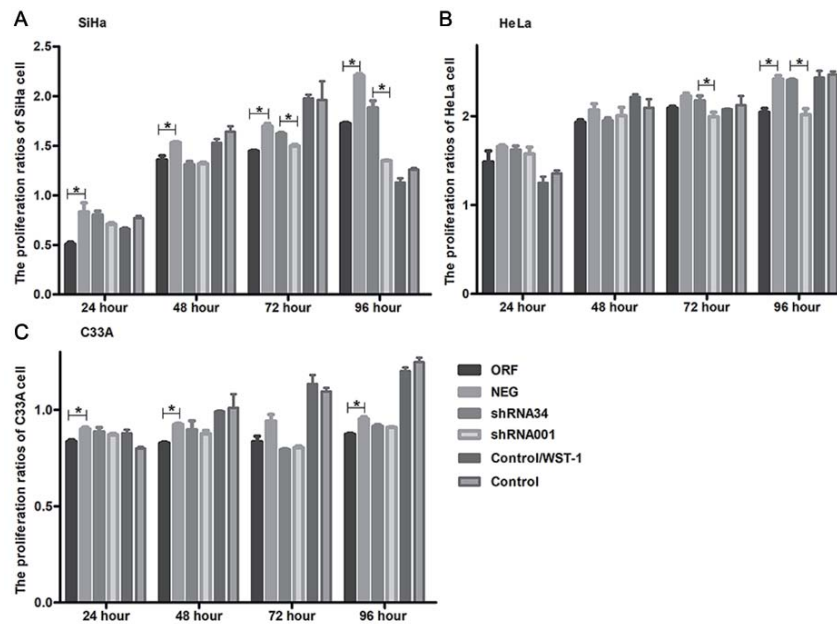 A
SiHa
The proliferation ratios of SiHa cell
2.5
2.0
1.5
1.0
0.5
0.0
*
*
*
*
*
*
24 hour
48 hour
72 hour
96 hour
B
HeLa
The proliferation ratios of HeLa cell
2
1
0
*
*
*
24 hour
48 hour
72 hour
96 hour
C
C33A
The proliferation ratios of C33A cell
1.0
0.5
0.0
*
*
*
24 hour
48 hour
72 hour
96 hour
ORF
NEG
shRNA34
shRNA001
Control/WST-1
Control